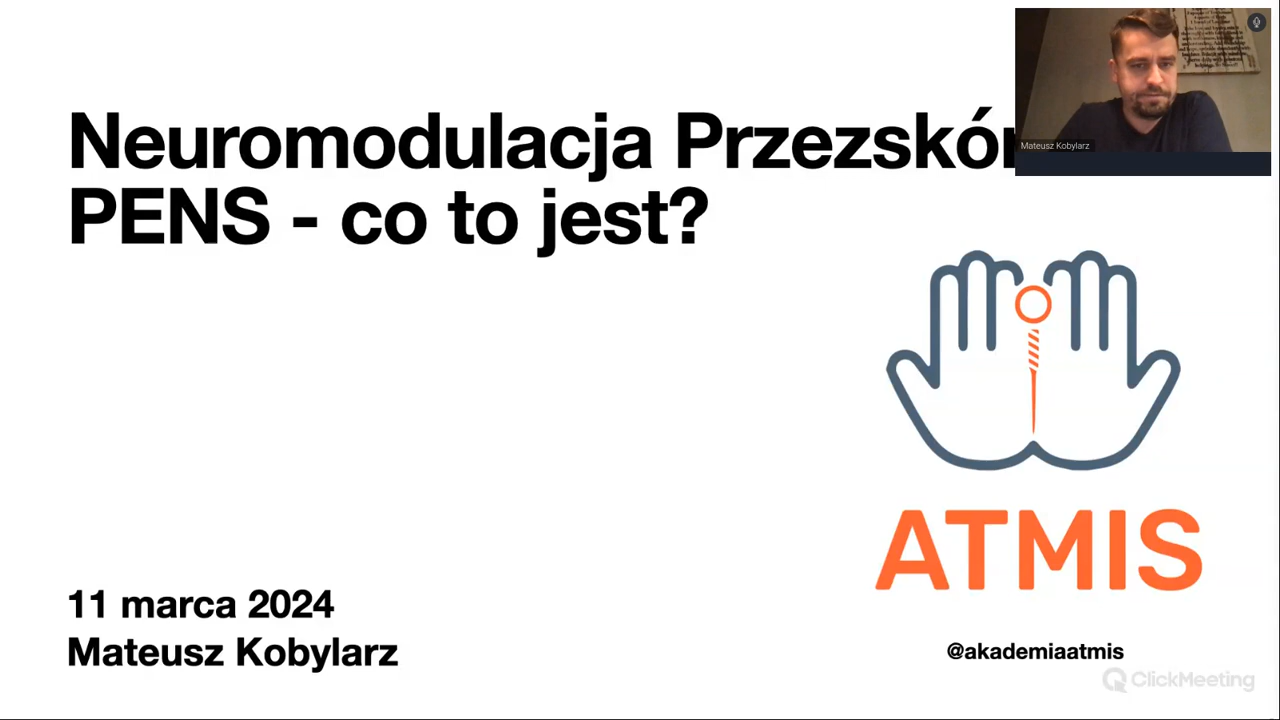 Neuromodulacja Przezskór
PENS - co to jest?
Mateusz Kobylarz
ATMIS
11 marca 2024
Mateusz Kobylarz
@akademiaatmis
ClickMeeting